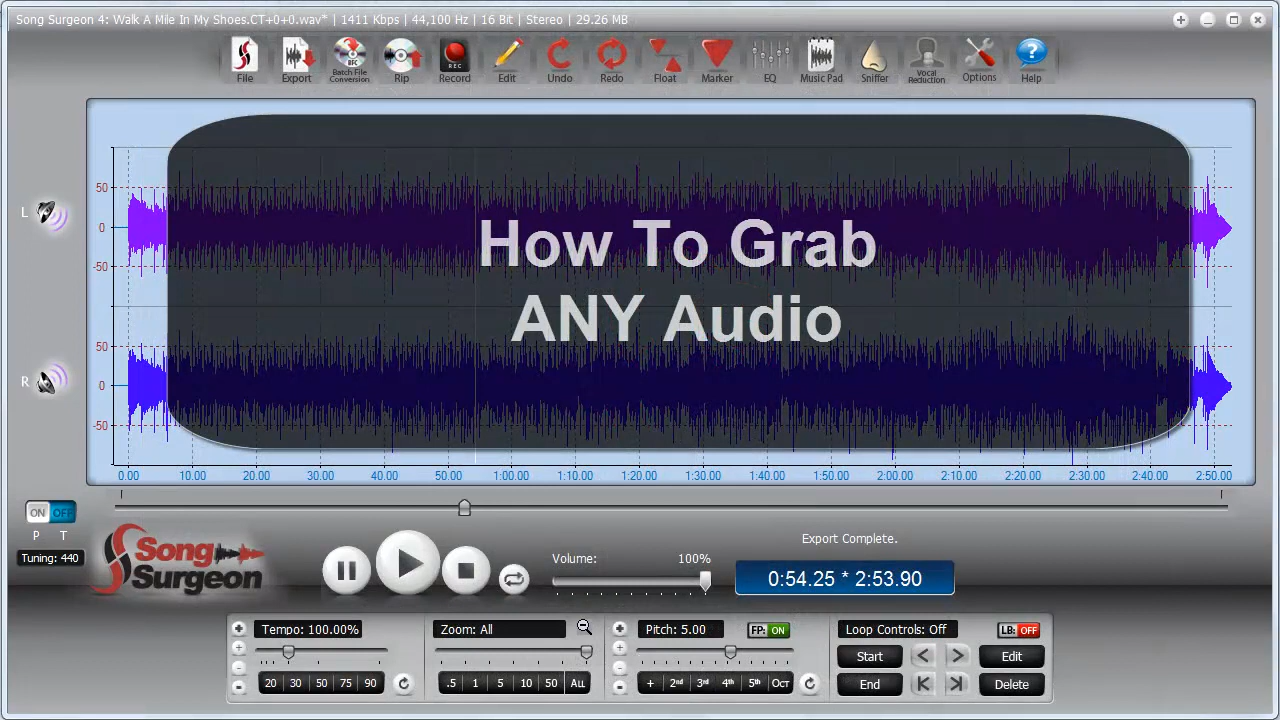 Song Surgeon 4: Walk A Mile In My Shoes.CT+0+0.wav* | 1411 Kbps | 44,100 Hz | 16 Bit | Stereo | 29.26 MB
File
Export
Batch File Conversion
Rip
REC
Record
Edit
Undo
Redo
Float
Marker
EQ
Music Pad
Sniffer
Vocal Reduction
Options
Help
How To Grab
ANY Audio
L
50
0
-50
R
50
0
-50
0.00 10.00 20.00 30.00 40.00 50.00 1:00.00 1:10.00 1:20.00 1:30.00 1:40.00 1:50.00 2:00.00 2:10.00 2:20.00 2:30.00 2:40.00 2:50.00
ON OFF
P T
Tuning: 440
Song
Surgeon
Volume: 100%
Export Complete.
0:54.25 * 2:53.90
Tempo: 100.00%
20 30 50 75 90
Zoom: All
.5 1 5 10 50 ALL
Pitch: 5.00
FP: ON
+ 2nd 3rd 4th 5th Oct
Loop Controls: Off
LB: OFF
Start < > Edit
End Delete